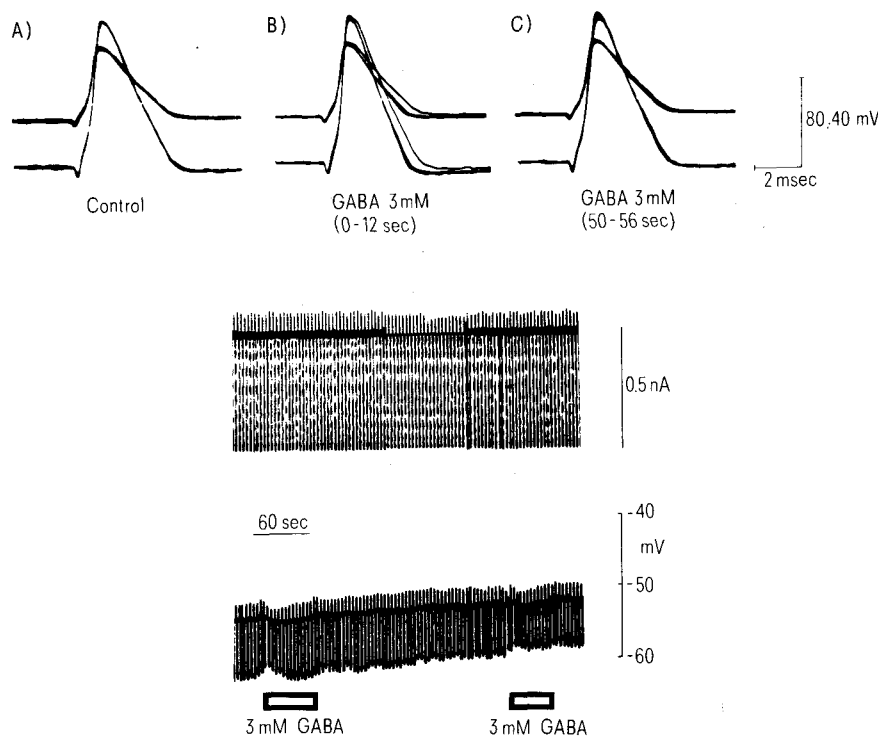 A)
B)
C)
80.40 mV
2 msec
Control
GABA 3mM
(0-12 sec)
GABA 3mM
(50-56 sec)
0.5 nA
60 sec
-40
mV
-50
-60
3 mM GABA
3 mM GABA